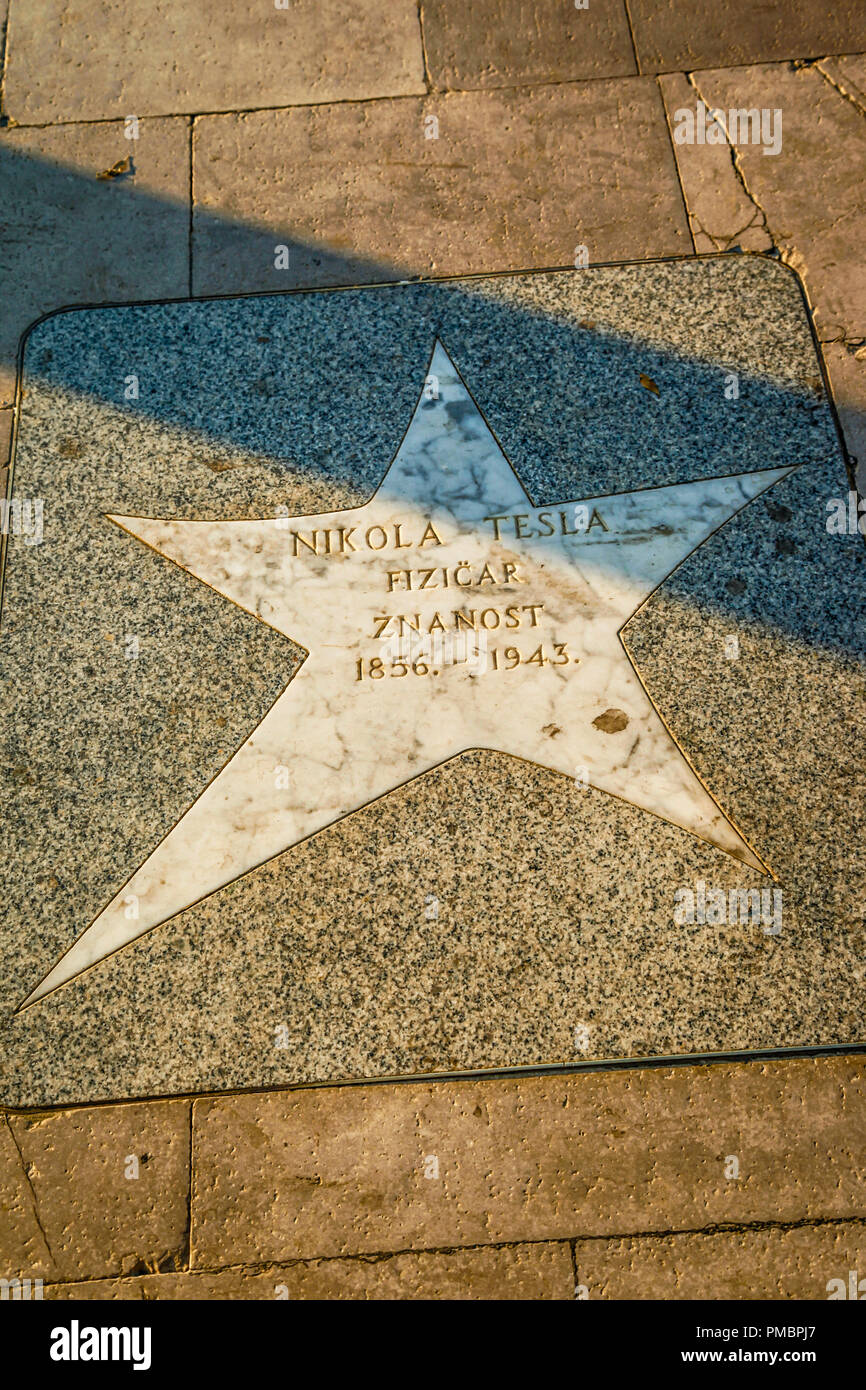 NIKOLA TESLA
FIZIČAR
ZNANOST
1856. - 1943.
alamy
Image ID: PMBPJ7
www.alamy.com